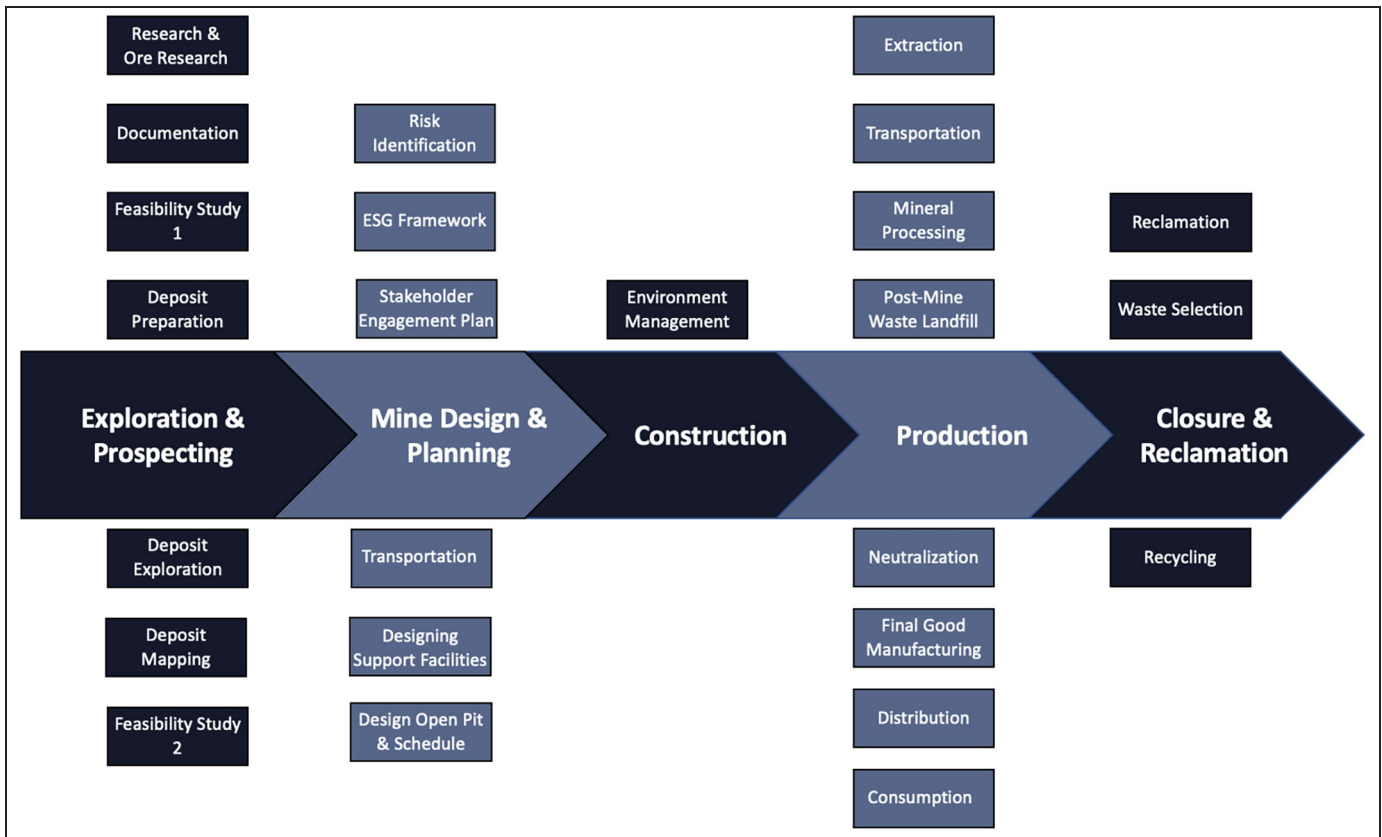 Research &
Ore Research
Documentation
Feasibility Study
1
Deposit
Preparation
Risk
Identification
ESG Framework
Stakeholder
Engagement Plan
Environment
Management
Extraction
Transportation
Mineral
Processing
Post-Mine
Waste Landfill
Reclamation
Waste Selection
Exploration &
Prospecting
Mine Design &
Planning
Construction
Production
Closure &
Reclamation
Deposit
Exploration
Deposit
Mapping
Feasibility Study
2
Transportation
Designing
Support Facilities
Design Open Pit
& Schedule
Neutralization
Final Good
Manufacturing
Distribution
Consumption
Recycling